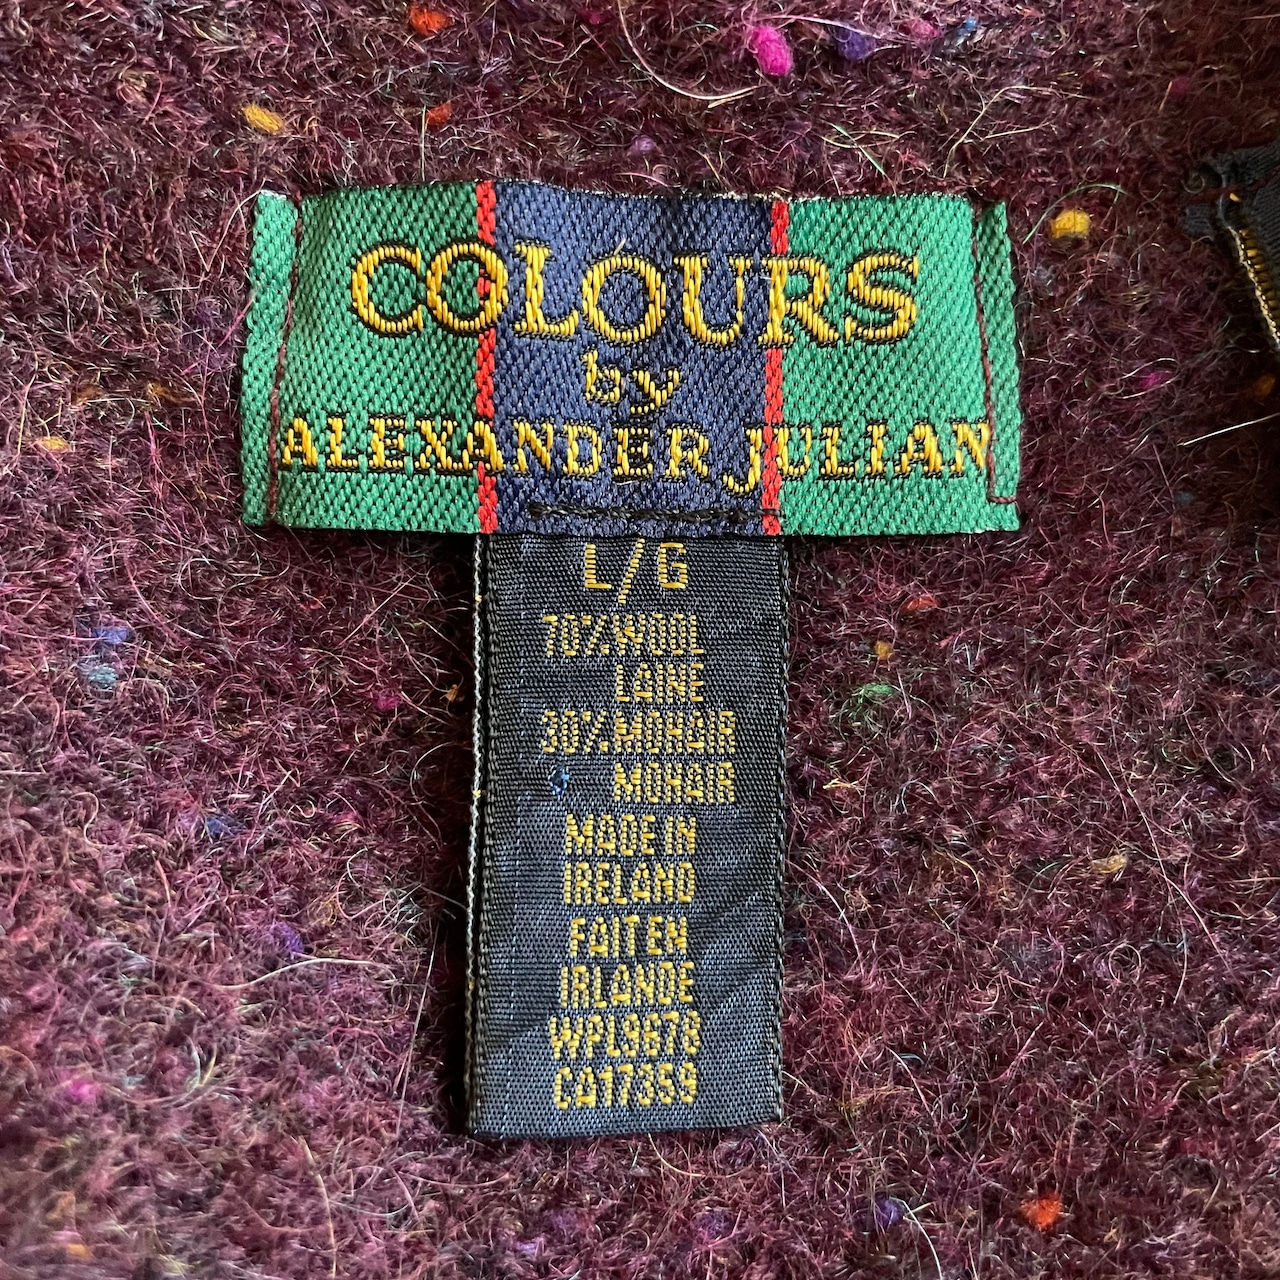 COLOURS
by
ALEXANDER JULIAN
L/G
70% WOOL
LAINE
30% MOHAIR
MOHAIR
MADE IN
IRELAND
FAIT EN
IRLANDE
WPL9678
CA17359